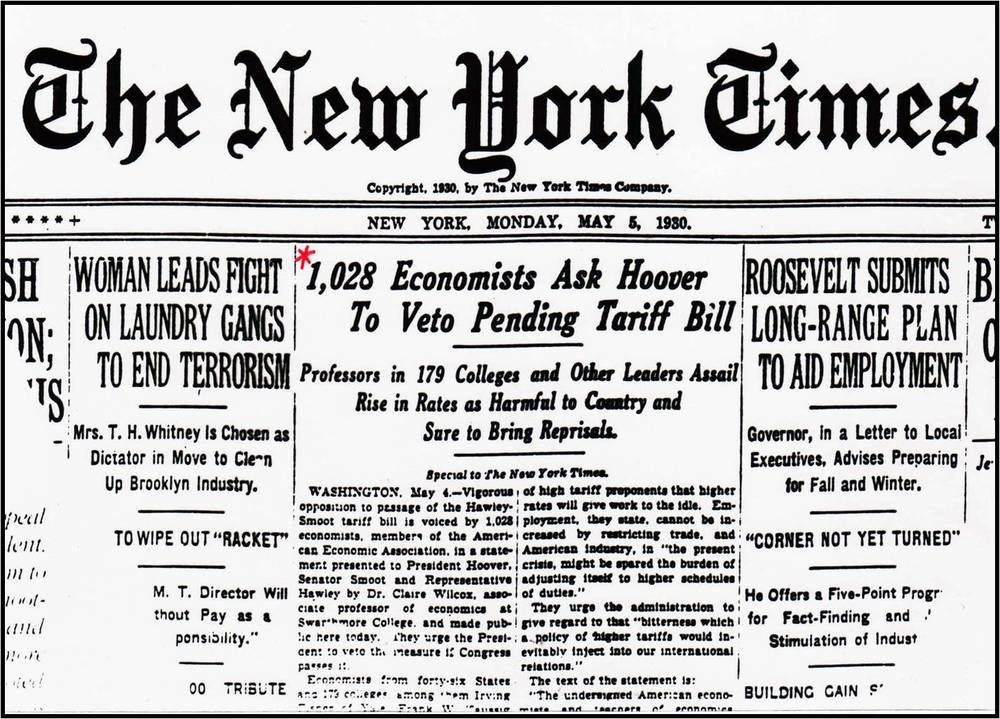 The New York Times.
Copyright, 1930, by The New York Times Company.
****+
NEW YORK, MONDAY, MAY 5, 1930.
SH
ON;
'TS
WOMAN LEADS FIGHT
ON LAUNDRY GANGS
TO END TERRORISM
Mrs. T. H. Whitney Is Chosen as
Dictator in Move to Clean
Up Brooklyn Industry.
TO WIPE OUT "RACKET"
M. T. Director Will
thout Pay as a
ponsibility."
00 TRIBUTE
*1,028 Economists Ask Hoover
To Veto Pending Tariff Bill
Professors in 179 Colleges and Other Leaders Assail
Rise in Rates as Harmful to Country and
Sure to Bring Reprisals.
Special to The New York Times.
WASHINGTON, May 4.—Vigorous
opposition to passage of the Hawley-
Smoot tariff bill is voiced by 1,028
economists, members of the Ameri-
can Economic Association, in a state-
ment presented to President Hoover,
Senator Smoot and Representative
Hawley by Dr. Claire Wilcox, asso-
ciate professor of economics at
Swarthmore College, and made pub-
lic here today. They urge the Presi-
dent to veto the measure if Congress
passes it.
Economists from forty-six States
and 179 colleges among them Irving
of high tariff proponents that higher
rates will give work to the idle. Em-
ployment, they state, cannot be in-
creased by restricting trade, and
American industry, in "the present
crisis, might be spared the burden of
adjusting itself to higher schedules
of duties."
They urge the administration to
give regard to that "bitterness which
a policy of higher tariffs would in-
evitably inject into our international
relations."
The text of the statement is:
"The undersigned American econo-
mists and teachers of economics
ROOSEVELT SUBMITS
LONG-RANGE PLAN
TO AID EMPLOYMENT
Governor, in a Letter to Local
Executives, Advises Preparing
for Fall and Winter.
"CORNER NOT YET TURNED"
He Offers a Five-Point Progr
for Fact-Finding and
Stimulation of Indust
BUILDING GAIN